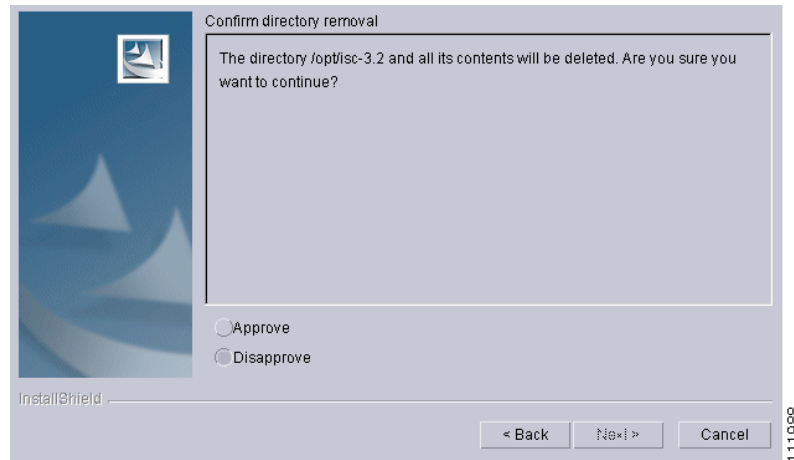 Confirm directory removal
The directory /opt/isc-3.2 and all its contents will be deleted. Are you sure you
want to continue?
Approve
Disapprove
InstallShield
< Back
Next >
Cancel
111988